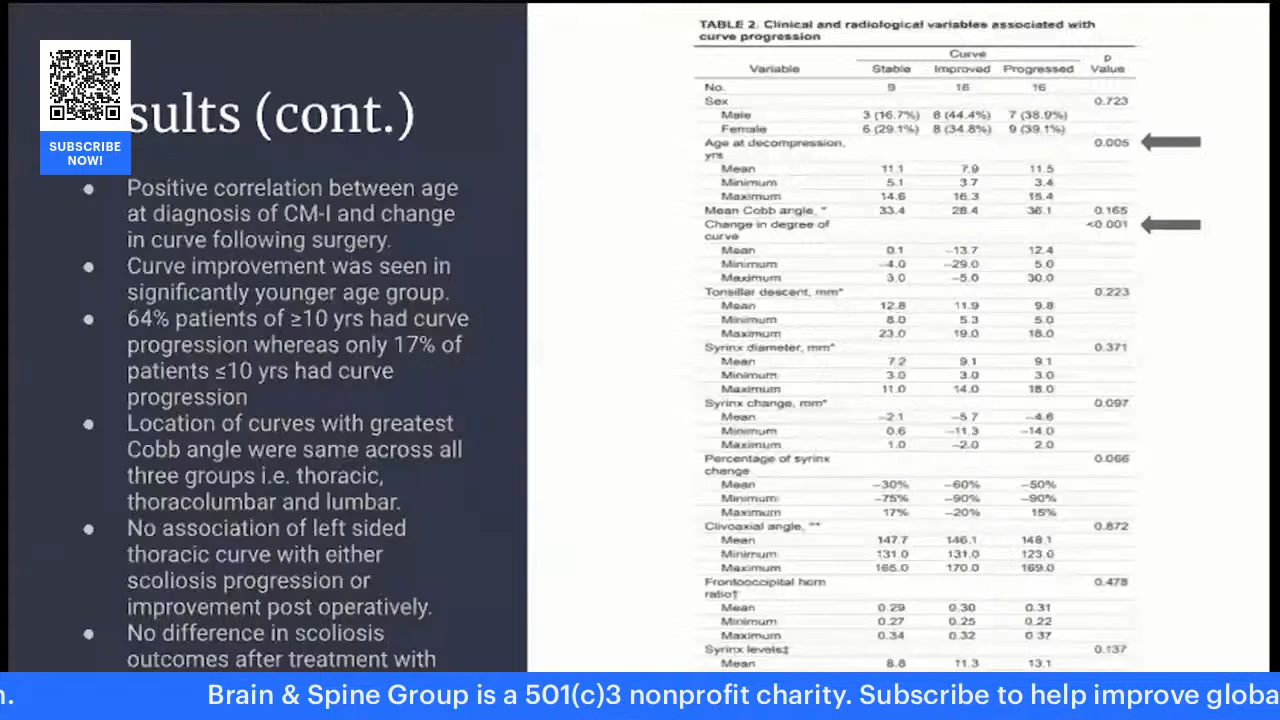 sults (cont.)
SUBSCRIBE
NOW!
● Positive corrnlation between age
at diagnosis of CM-I and change
in curve following surgery.
● Curve improvement was seen in
significantly younger age group.
● 64% patients of ≥10 yrs had curve
progression whereas only 17% of
patients ≤10 yrs had curve
progression
● Location of curves with greatest
Cobb angle were same across all
three groups i.e. thoracic,
thoracolumbar and lumbar.
● No association of left sided
thoracic curve with either
scoliosis progression or
improvement post operatively.
● No difference in scoliosis
outcomes after treatment with
TABLE 2. Clinical and radiological variables associated with
curve progression
Curve
Variable Stable Improved Progressed p Value
No. 9 16 16
Sex 0.723
Male 3 (16.7%) 8 (44.4%) 7 (38.9%)
Female 6 (29.1%) 8 (34.8%) 9 (39.1%)
Age at decompression, 0.005
yrs
Mean 11.1 7.9 11.5
Minimum 5.1 3.7 3.4
Maximum 14.6 16.3 15.4
Mean Cobb angle, ° 33.4 28.4 36.1 0.165
Change in degree of <0.001
curve
Mean 0.1 –13.7 12.4
Minimum –4.0 –29.0 5.0
Maximum 3.0 –5.0 30.0
Tonsillar descent, mm* 0.223
Mean 12.8 11.9 9.8
Minimum 8.0 5.3 5.0
Maximum 23.0 19.0 18.0
Syrinx diameter, mm* 0.371
Mean 7.2 9.1 9.1
Minimum 3.0 3.0 3.0
Maximum 11.0 14.0 18.0
Syrinx change, mm* 0.097
Mean –2.1 –5.7 –4.6
Minimum 0.6 –11.3 –14.0
Maximum 1.0 –2.0 2.0
Percentage of syrinx 0.066
change
Mean –30% –60% –50%
Minimum –75% –90% –90%
Maximum 17% –20% 15%
Clivoaxial angle, °* 0.872
Mean 147.7 146.1 148.1
Minimum 131.0 131.0 123.0
Maximum 165.0 170.0 169.0
Frontooccipital horn 0.478
ratio†
Mean 0.29 0.30 0.31
Minimum 0.27 0.25 0.22
Maximum 0.34 0.32 0.37
Syrinx levels‡ 0.137
Mean 8.8 11.3 13.1
n. Brain & Spine Group is a 501(c)3 nonprofit charity. Subscribe to help improve globa